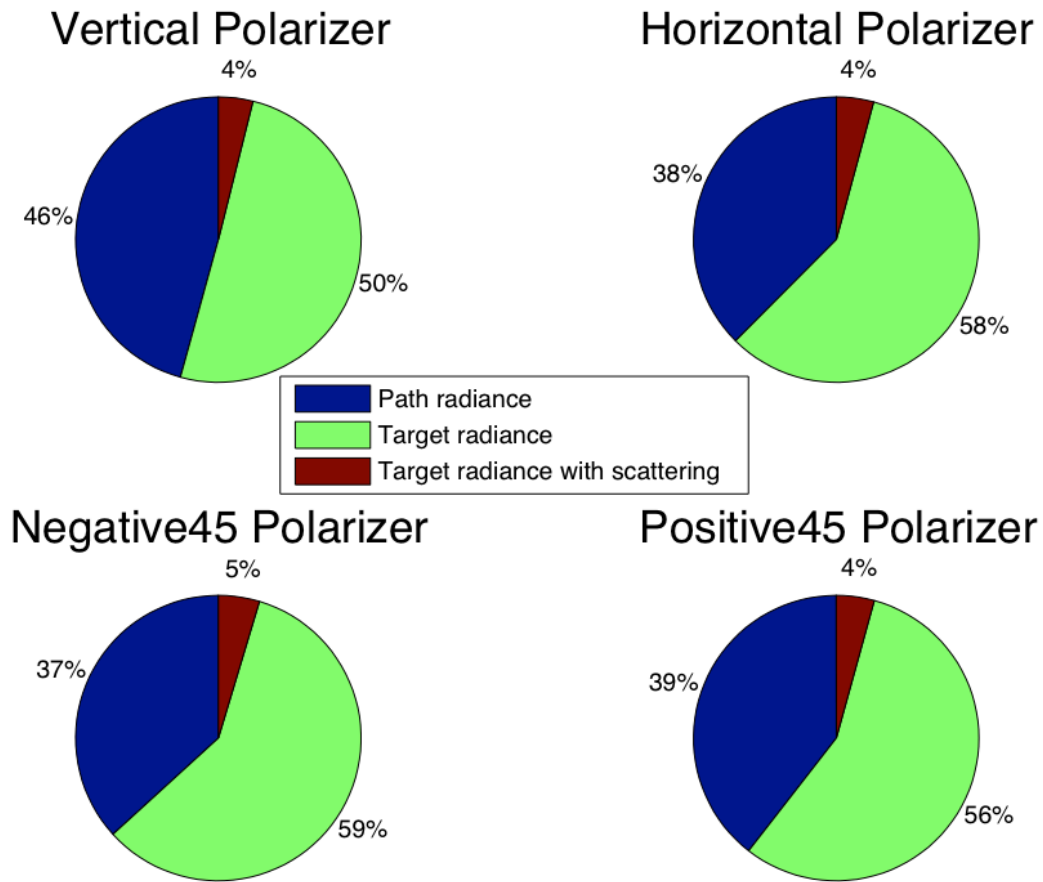 Vertical Polarizer
4%
46%
50%
Horizontal Polarizer
4%
38%
58%
Path radiance
Target radiance
Target radiance with scattering
Negative45 Polarizer
5%
37%
59%
Positive45 Polarizer
4%
39%
56%